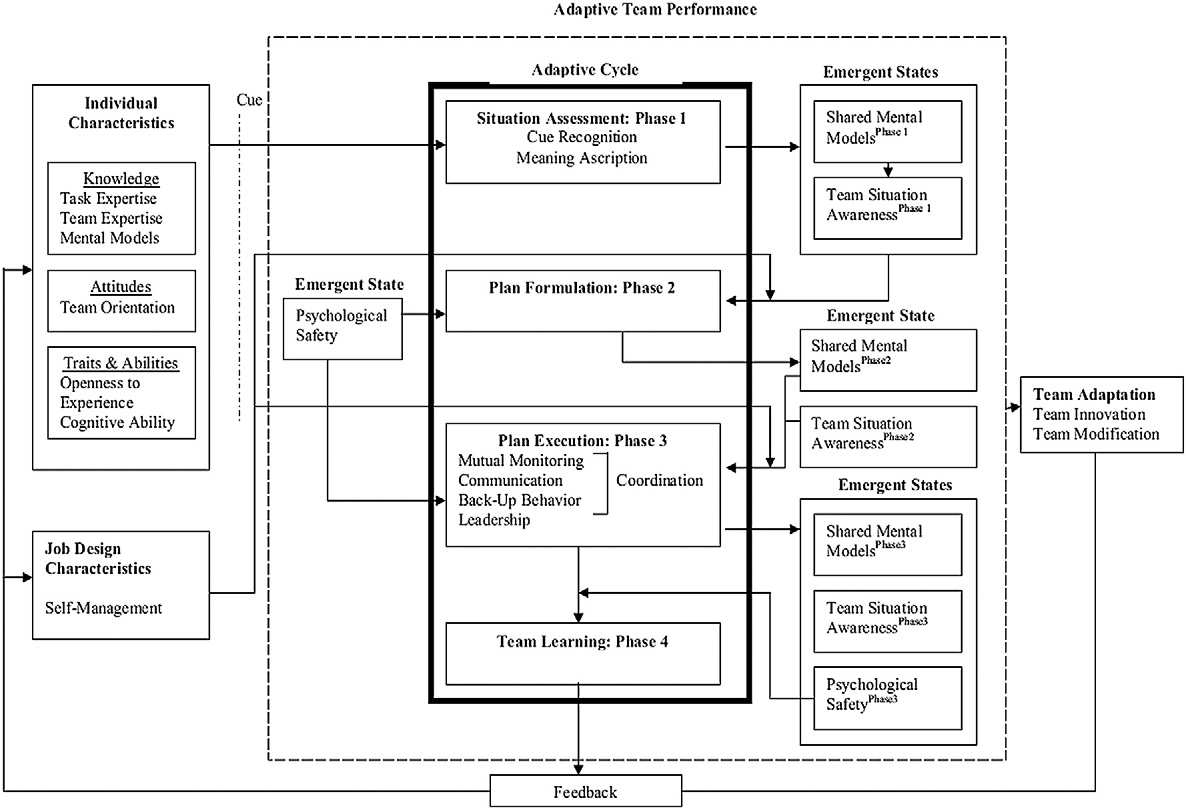 Adaptive Team Performance
Individual
Characteristics
Knowledge
Task Expertise
Team Expertise
Mental Models
Attitudes
Team Orientation
Traits & Abilities
Openness to
Experience
Cognitive Ability
Job Design
Characteristics
Self-Management
Cue
Emergent State
Psychological
Safety
Adaptive Cycle
Situation Assessment: Phase 1
Cue Recognition
Meaning Ascription
Plan Formulation: Phase 2
Plan Execution: Phase 3
Mutual Monitoring
Communication
Back-Up Behavior
Leadership
Coordination
Team Learning: Phase 4
Emergent States
Shared Mental
Models Phase 1
Team Situation
Awareness Phase 1
Emergent State
Shared Mental
Models Phase2
Team Situation
Awareness Phase2
Emergent States
Shared Mental
Models Phase3
Team Situation
Awareness Phase3
Psychological
Safety Phase3
Team Adaptation
Team Innovation
Team Modification
Feedback